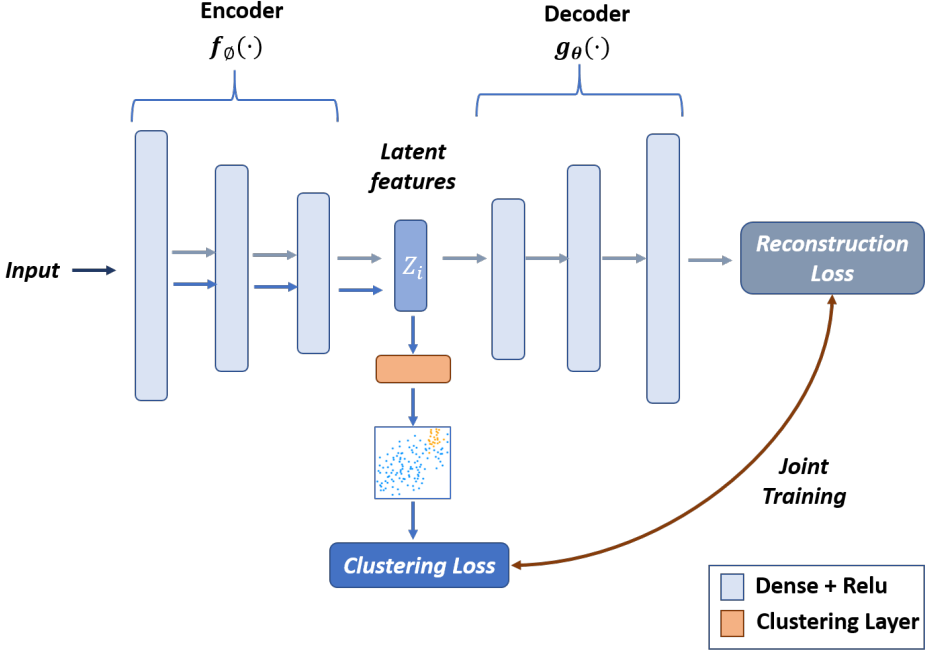 Encoder
f∅(·)
Decoder
gθ(·)
Latent
features
Input
Zi
Reconstruction
Loss
Joint
Training
Clustering Loss
Dense + Relu
Clustering Layer